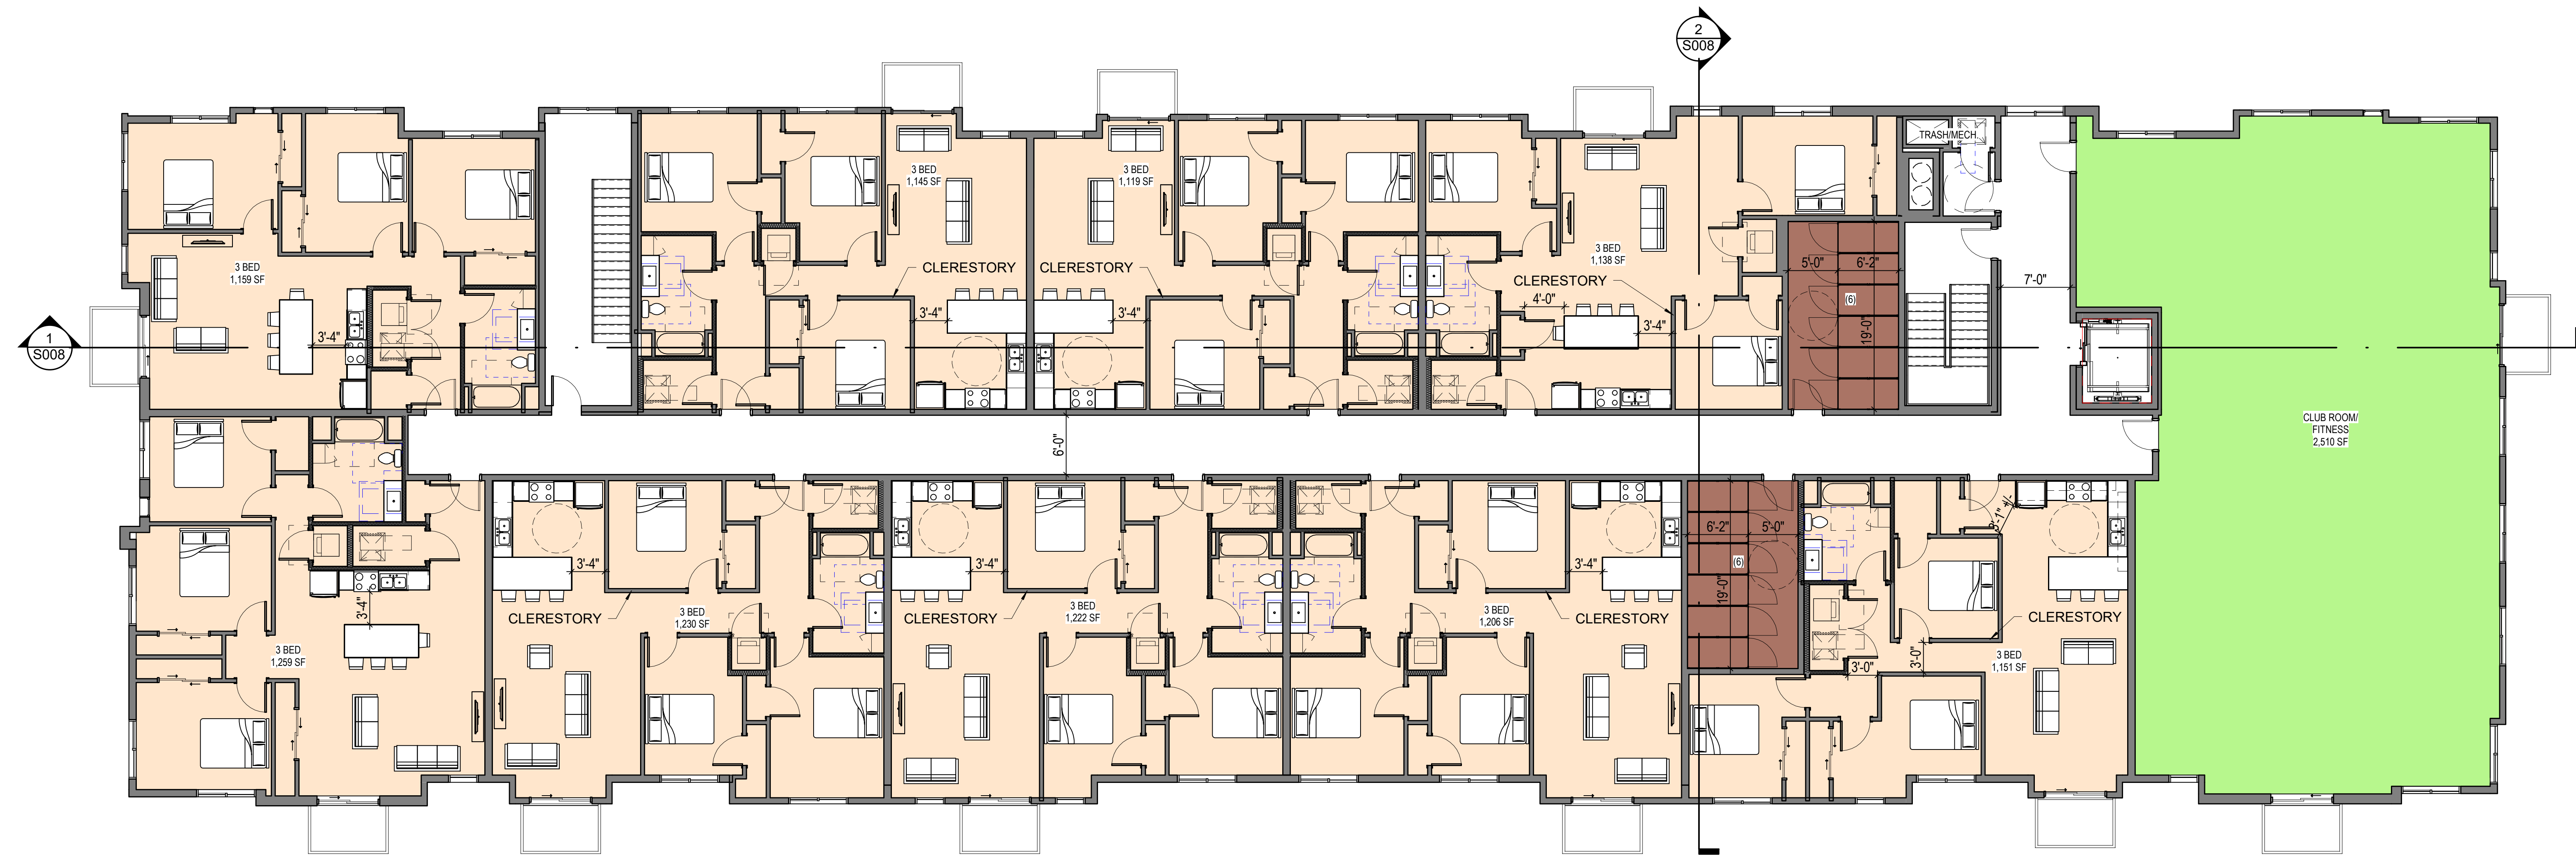 2
S008
TRASH/MECH
3 BED
1,145 SF
3 BED
1,119 SF
3 BED
1,138 SF
3 BED
1,159 SF
CLERESTORY
CLERESTORY
CLERESTORY
5'-0"
6'-2"
7'-0"
(6)
4'-0"
19'-0"
3'-4"
3'-4"
3'-4"
3'-4"
1
S008
CLUB ROOM/
FITNESS
2,510 SF
6'-0"
6'-2"
5'-0"
3'-1" +/-
(6)
19'-0"
3'-4"
3'-4"
3'-4"
3'-4"
3 BED
1,230 SF
3 BED
1,222 SF
3 BED
1,206 SF
CLERESTORY
CLERESTORY
CLERESTORY
CLERESTORY
3 BED
1,259 SF
3 BED
1,151 SF
3'-0"
3'-0"